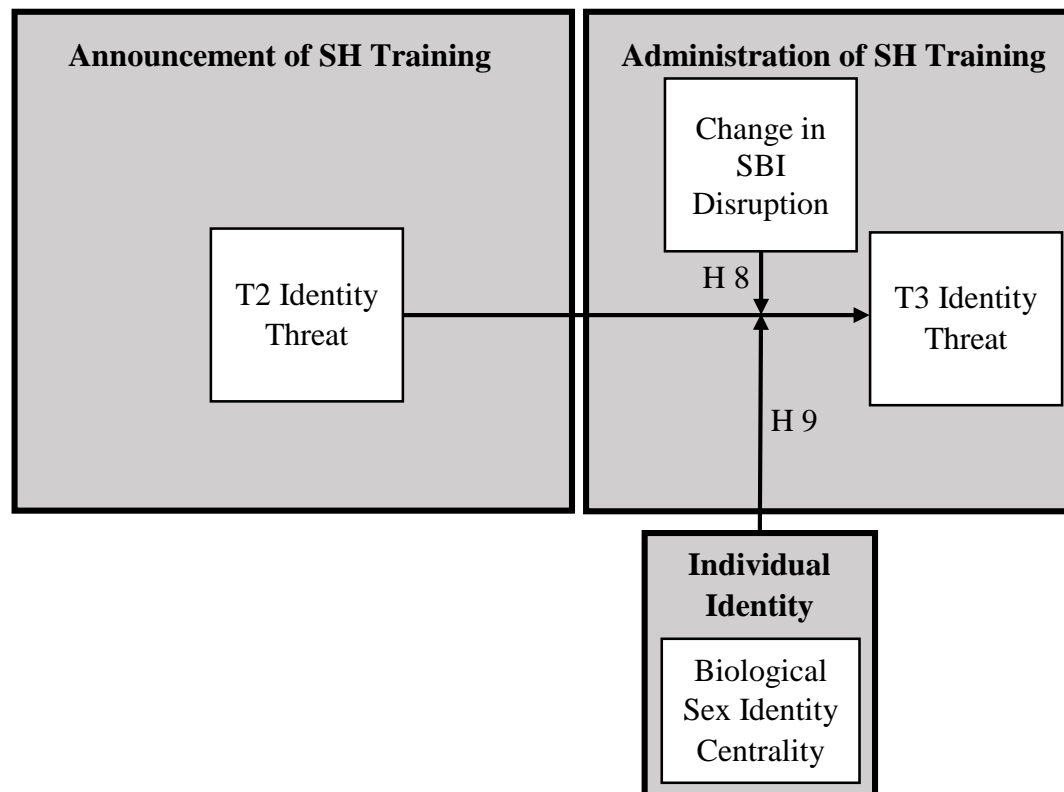 Announcement of SH Training
Administration of SH Training
Change in
SBI
Disruption
H 8
T2 Identity
Threat
T3 Identity
Threat
H 9
Individual
Identity
Biological
Sex Identity
Centrality